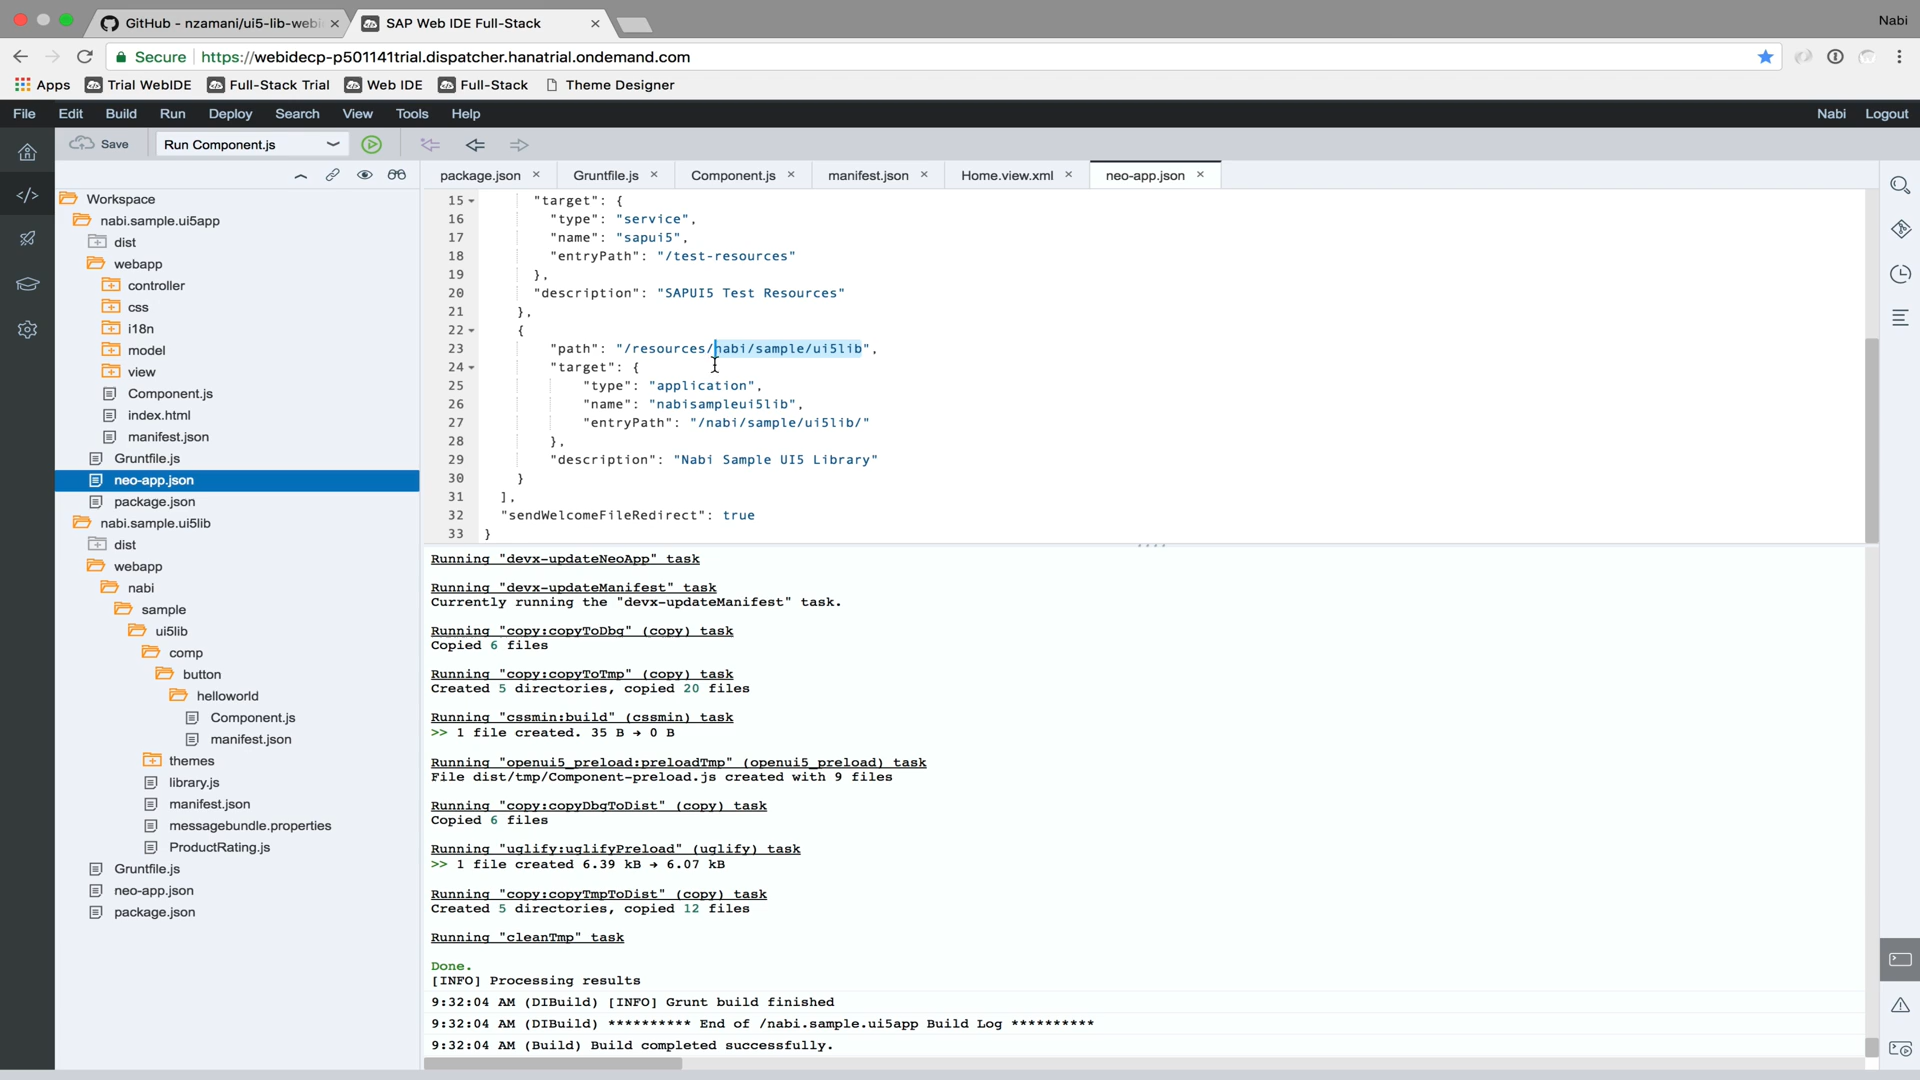 GitHub - nzamani/ui5-lib-webi
SAP Web IDE Full-Stack
Nabi
Secure
https://webidecp-p501141trial.dispatcher.hanatrial.ondemand.com
Apps
Trial WebIDE
Full-Stack Trial
Web IDE
Full-Stack
Theme Designer
File Edit Build Run Deploy Search View Tools Help
Nabi Logout
Save
Run Component.js
package.json
Gruntfile.js
Component.js
manifest.json
Home.view.xml
neo-app.json
Workspace
nabi.sample.ui5app
dist
webapp
controller
css
i18n
model
view
Component.js
index.html
manifest.json
Gruntfile.js
neo-app.json
package.json
nabi.sample.ui5lib
dist
webapp
nabi
sample
ui5lib
comp
button
helloworld
Component.js
manifest.json
themes
library.js
manifest.json
messagebundle.properties
ProductRating.js
Gruntfile.js
neo-app.json
package.json
15 "target": {
16 "type": "service",
17 "name": "sapui5",
18 "entryPath": "/test-resources"
19 },
20 "description": "SAPUI5 Test Resources"
21 },
22 {
23 "path": "/resources/nabi/sample/ui5lib",
24 "target": {
25 "type": "application",
26 "name": "nabisampleui5lib",
27 "entryPath": "/nabi/sample/ui5lib/"
28 },
29 "description": "Nabi Sample UI5 Library"
30 }
31 ],
32 "sendWelcomeFileRedirect": true
33 }
Running "devx-updateNeoApp" task
Running "devx-updateManifest" task
Currently running the "devx-updateManifest" task.
Running "copy:copyToDbg" (copy) task
Copied 6 files
Running "copy:copyToTmp" (copy) task
Created 5 directories, copied 20 files
Running "cssmin:build" (cssmin) task
>> 1 file created. 35 B → 0 B
Running "openui5_preload:preloadTmp" (openui5_preload) task
File dist/tmp/Component-preload.js created with 9 files
Running "copy:copyDbgToDist" (copy) task
Copied 6 files
Running "uglify:uglifyPreload" (uglify) task
>> 1 file created 6.39 kB → 6.07 kB
Running "copy:copyTmpToDist" (copy) task
Created 5 directories, copied 12 files
Running "cleanTmp" task
Done.
[INFO] Processing results
9:32:04 AM (DIBuild) [INFO] Grunt build finished
9:32:04 AM (DIBuild) ********** End of /nabi.sample.ui5app Build Log **********
9:32:04 AM (Build) Build completed successfully.